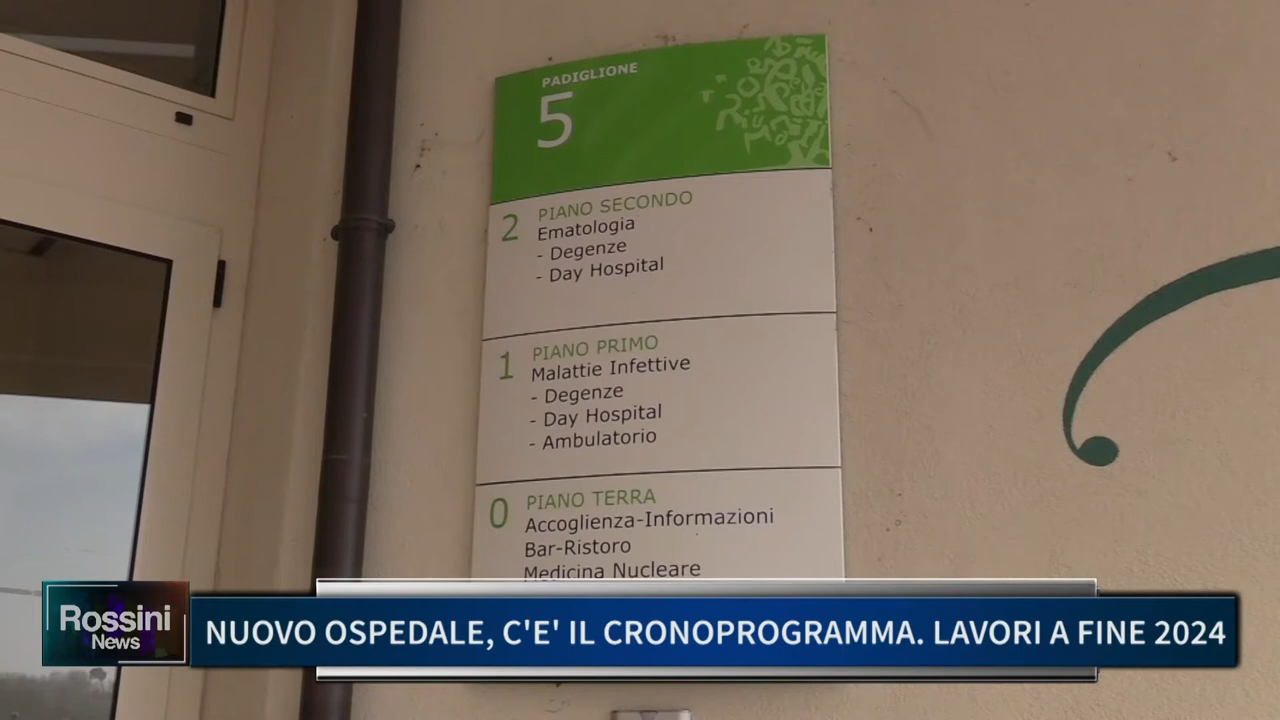 PADIGLIONE
5
2 PIANO SECONDO
Ematologia
- Degenze
- Day Hospital
1 PIANO PRIMO
Malattie Infettive
- Degenze
- Day Hospital
- Ambulatorio
0 PIANO TERRA
Accoglienza-Informazioni
Bar-Ristoro
Medicina Nucleare
Rossini
News
NUOVO OSPEDALE, C'E' IL CRONOPROGRAMMA. LAVORI A FINE 2024